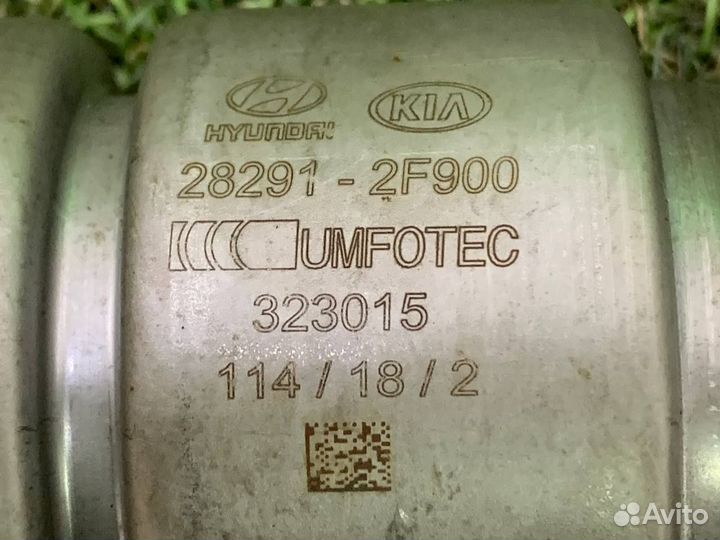 HYUNDAI KIA
28291 - 2F900
UMFOTEC
323015
114 / 18 / 2
Avito